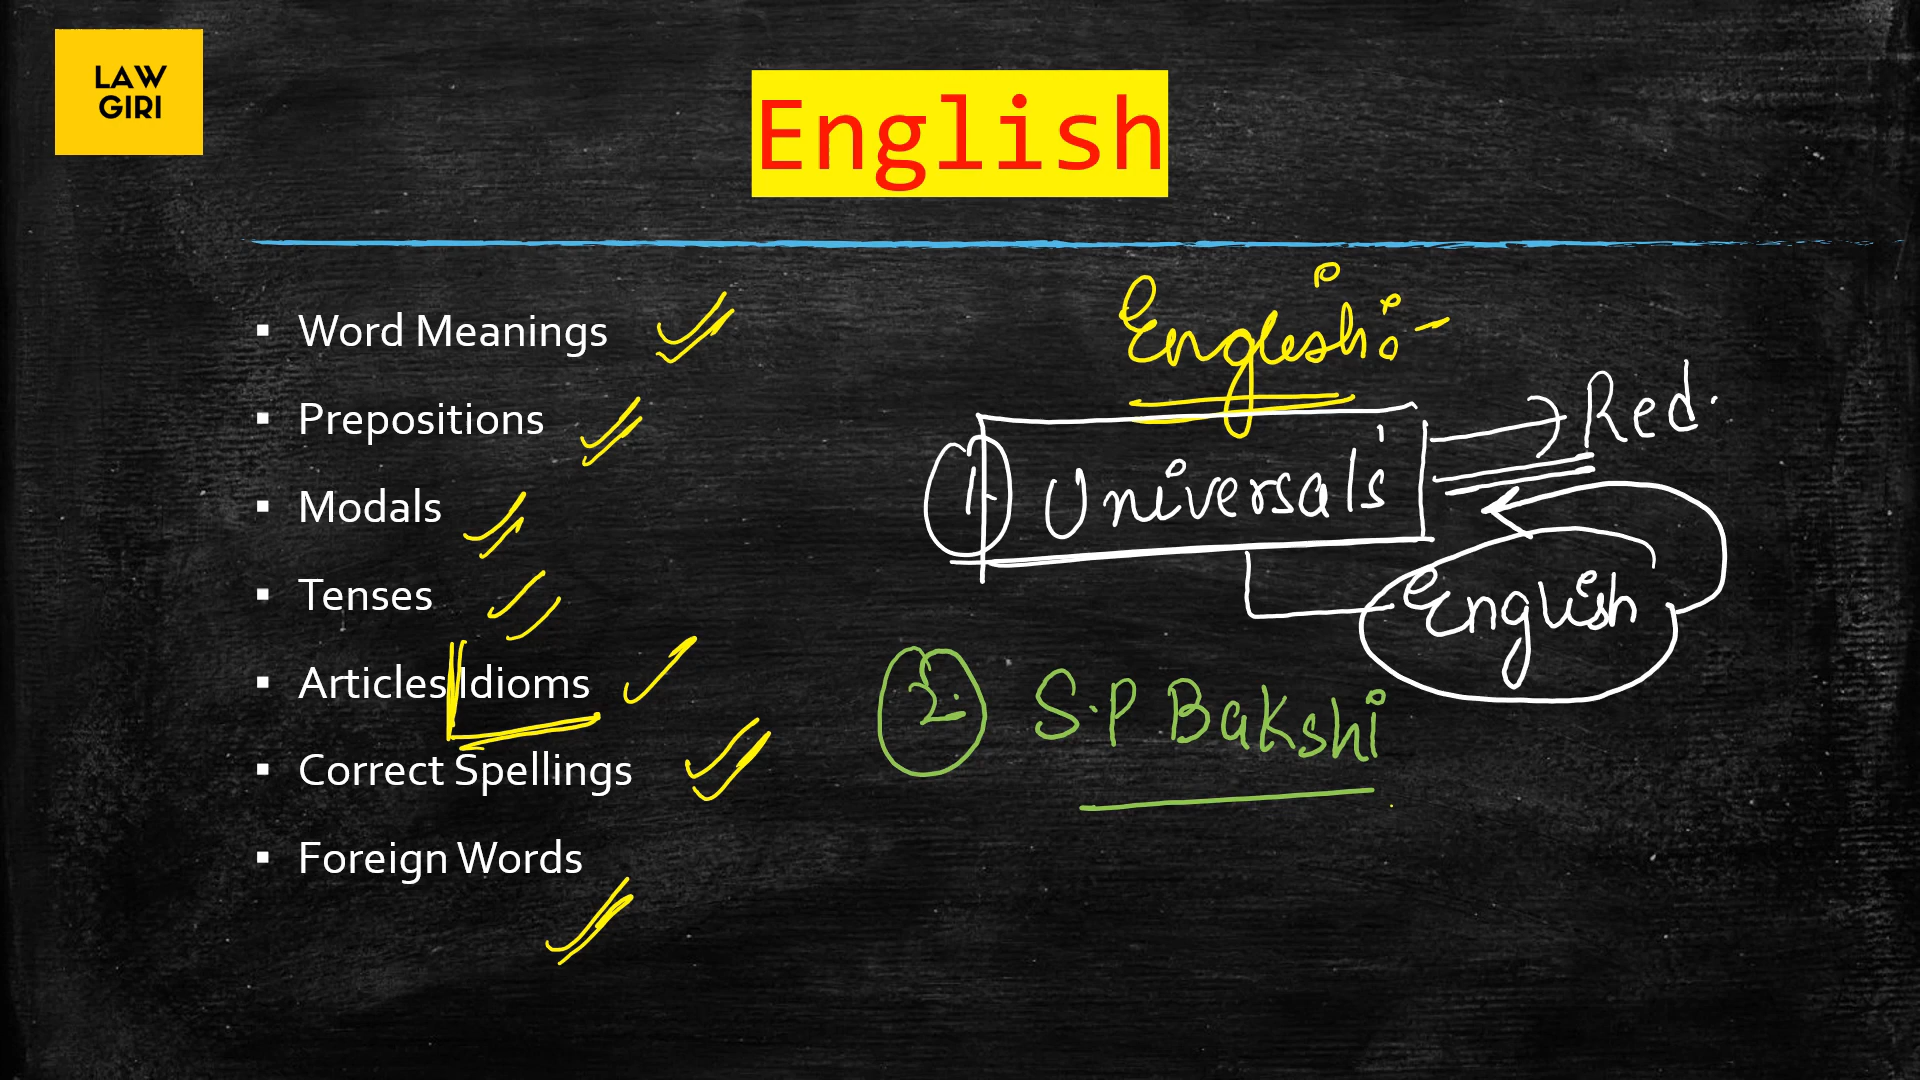 LAW
GIRI
English
Word Meanings
Prepositions
Modals
Tenses
Articles Idioms
Correct Spellings
Foreign Words
English:-
1. Universal's
Red.
English
2. S.P Bakshi